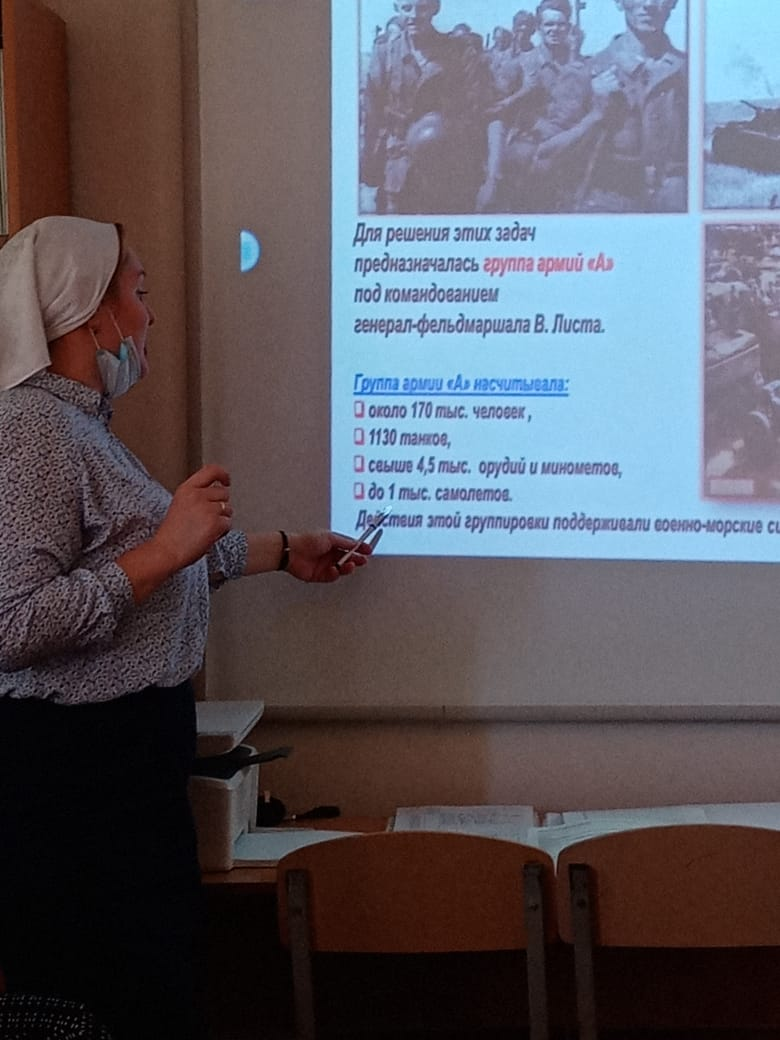 Для решения этих задач
предназначалась группа армий «А»
под командованием
генерал-фельдмаршала В. Листа.
Группа армии «А» насчитывала:
около 170 тыс. человек ,
1130 танков,
свыше 4,5 тыс. орудий и минометов,
до 1 тыс. самолетов.
Действия этой группировки поддерживали военно-морские